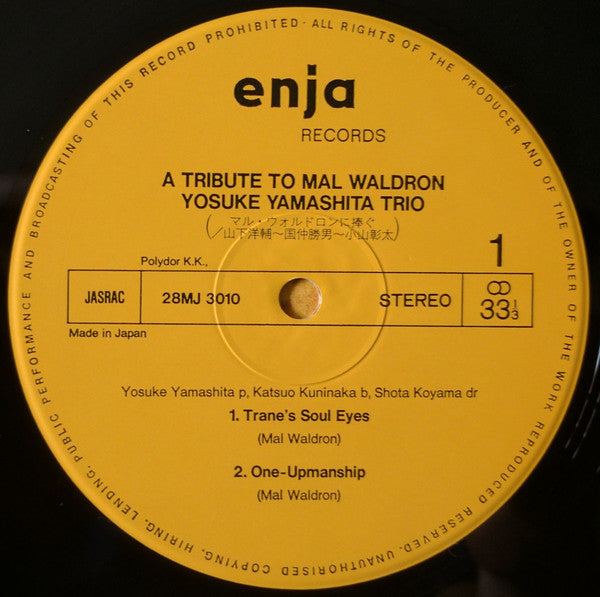 ALL RIGHTS OF THE PRODUCER AND OF THE OWNER OF THE WORK REPRODUCED RESERVED. UNAUTHORISED COPYING, HIRING, LENDING, PUBLIC PERFORMANCE AND BROADCASTING OF THIS RECORD PROHIBITED·
enja
RECORDS
A TRIBUTE TO MAL WALDRON
YOSUKE YAMASHITA TRIO
(マル・ウォルドロンに捧ぐ
/山下洋輔〜国仲勝男〜小山彰太)
1
Polydor K.K.,
JASRAC 28MJ 3010 STEREO 33 1/3
Made in Japan
Yosuke Yamashita p, Katsuo Kuninaka b, Shota Koyama dr
1. Trane's Soul Eyes
(Mal Waldron)
2. One-Upmanship
(Mal Waldron)